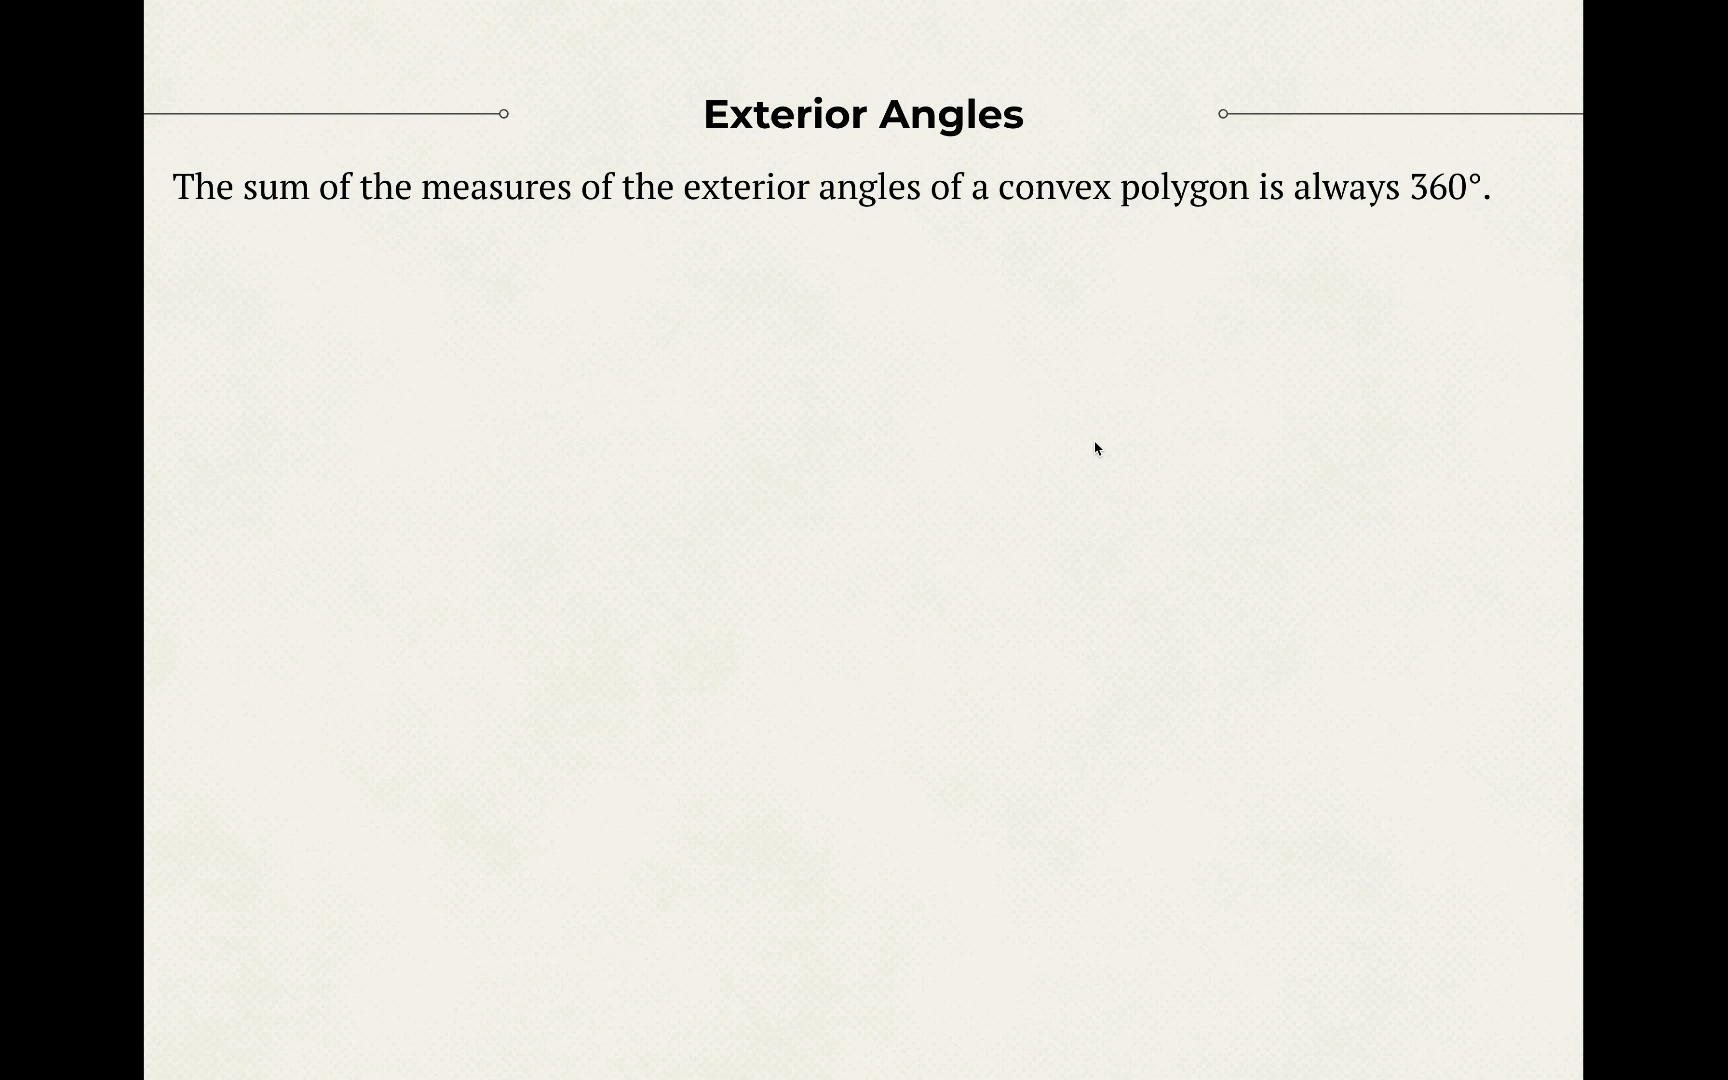 Exterior Angles
The sum of the measures of the exterior angles of a convex polygon is always 360°.